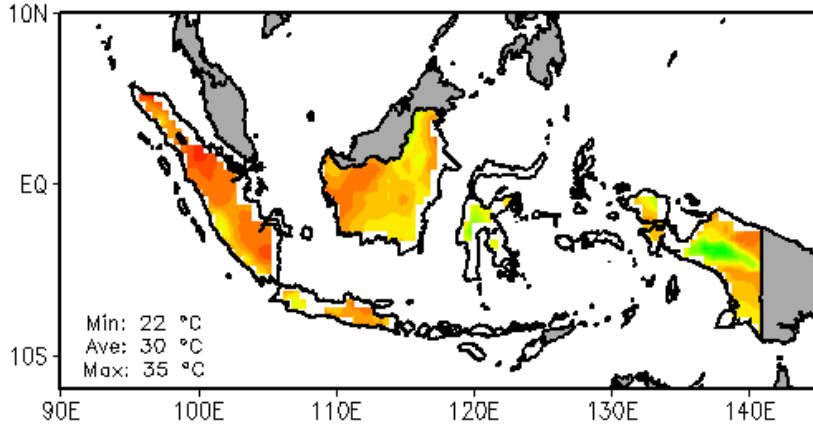 10N
EQ
10S
Min: 22 °C
Ave: 30 °C
Max: 35 °C
90E 100E 110E 120E 130E 140E